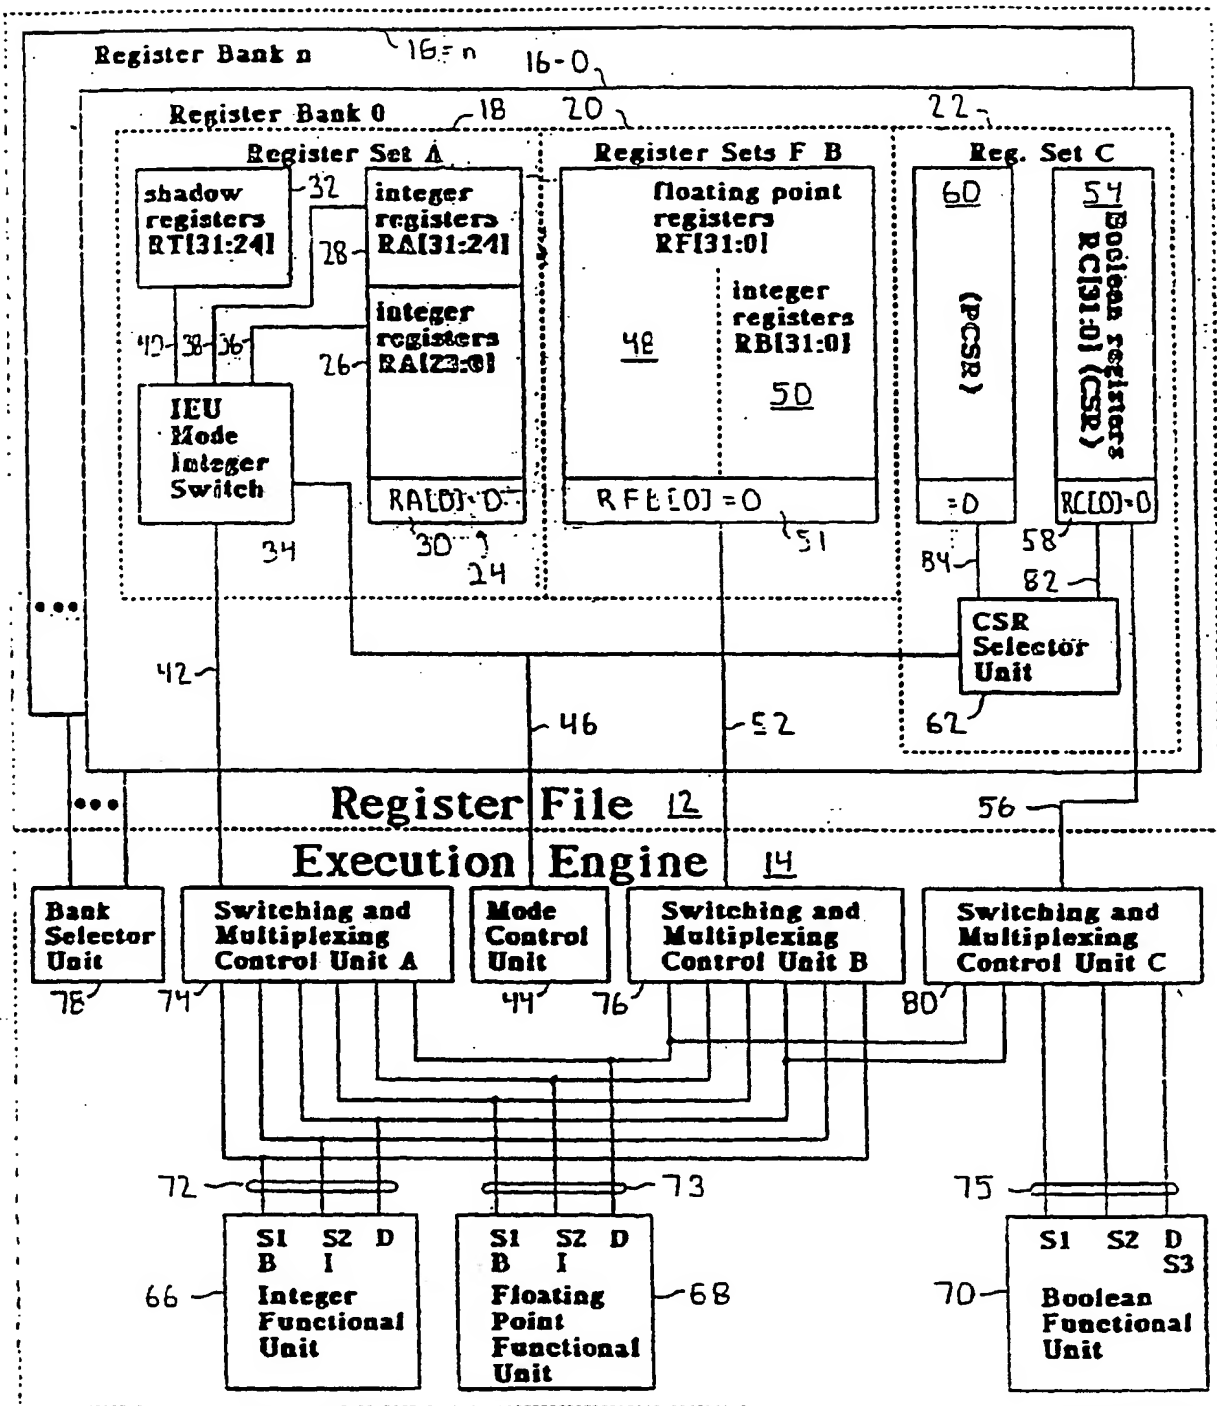 Register Bank n
16-n
16-0
Register Bank 0
18
20
22
Register Set A
Register Sets F B
Reg. Set C
shadow
registers
RT[31:24]
32
integer
registers
RA[31:24]
28
floating point
registers
RF[31:0]
60
54
(PCSR)
Boolean registers
RC[31:0] (CSR)
integer
registers
RA[23:0]
26
integer
registers
RB[31:0]
48
50
40
38
36
IEU
Mode
Integer
Switch
34
RA[0]=0
30
24
=0
51
=0
RC[0]=0
58
84
82
CSR
Selector
Unit
62
•••
42
46
52
56
•••
Register File 12
Execution Engine 14
Bank
Selector
Unit
78
Switching and
Multiplexing
Control Unit A
74
Mode
Control
Unit
44
Switching and
Multiplexing
Control Unit B
76
Switching and
Multiplexing
Control Unit C
80
72
73
75
S1 S2 D
B I
Integer
Functional
Unit
66
S1 S2 D
B I
Floating
Point
Functional
Unit
68
S1 S2 D
S3
Boolean
Functional
Unit
70